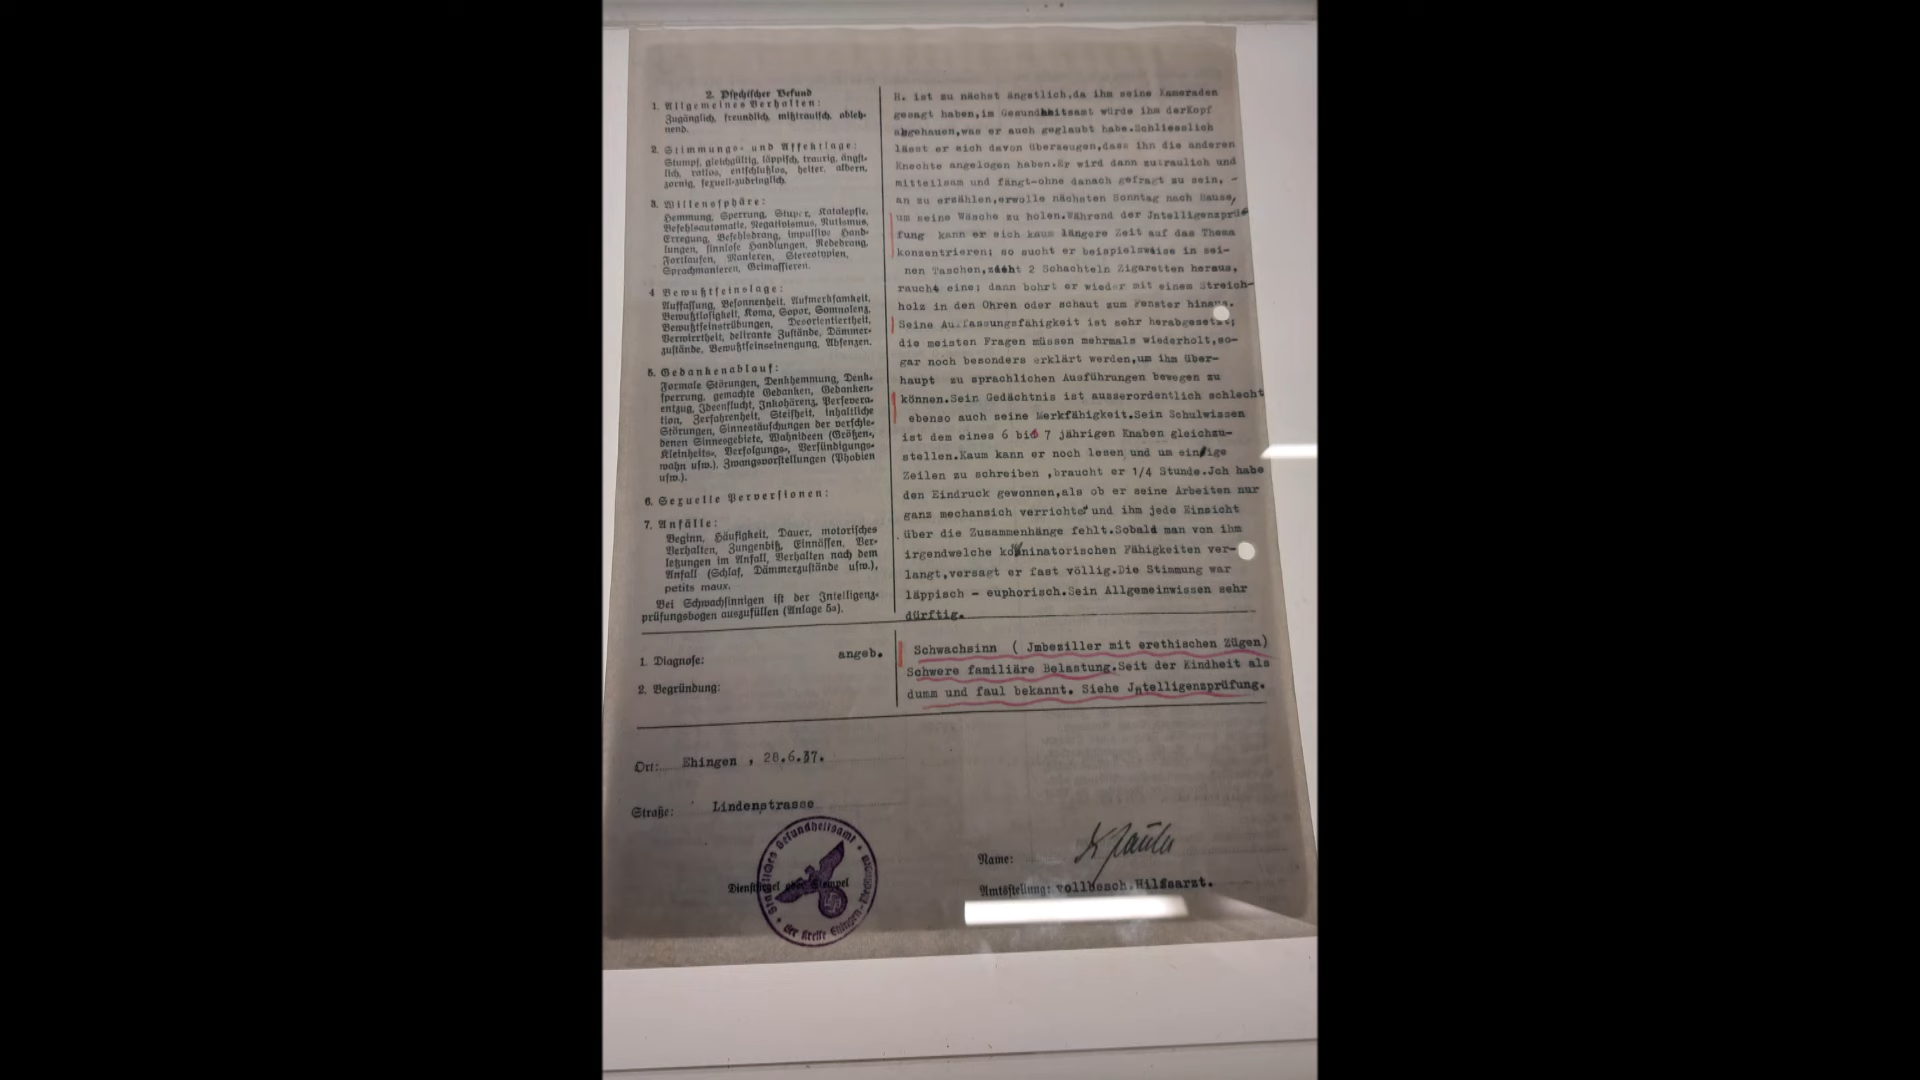 2. Psychischer Befund
1. Allgemeines Verhalten:
Zugänglich, freundlich, mißtrauisch, ableh-
nend.
2. Stimmungs- und Affektlage:
Stumpf, gleichgültig, läppisch, traurig, ängst-
lich, ratlos, entschlußlos, heiter, albern,
zornig, sexuell-zudringlich.
3. Willenssphäre:
Hemmung, Sperrung, Stupor, Katalepsie,
Befehlsautomatie, Negativismus, Mutismus,
Erregung, Befehlsdrang, impulsive Hand-
lungen, sinnlose Handlungen, Rededrang,
Fortlaufen, Manieren, Stereotypien,
Sprachmanieren, Grimassieren.
4 Bewußtseinslage:
Auffassung, Besonnenheit, Aufmerksamkeit,
Bewußtlosigkeit, Koma, Sopor, Somnolenz,
Bewußtseinstrübungen, Desorientiertheit,
Verwirrtheit, delirante Zustände, Dämmer-
zustände, Bewußtseinseinengung, Absenzen.
5. Gedankenablauf:
Formale Störungen, Denkhemmung, Denk-
sperrung, gemachte Gedanken, Gedanken-
entzug, Ideenflucht, Inkohärenz, Persevera-
tion, Zerfahrenheit, Steifheit, inhaltliche
Störungen, Sinnestäuschungen der verschie-
denen Sinnesgebiete, Wahnideen (Größen-,
Kleinheits-, Verfolgungs-, Versündigungs-
wahn usw.), Zwangsvorstellungen (Phobien
usw.).
6. Sexuelle Perversionen:
7. Anfälle:
Beginn, Häufigkeit, Dauer, motorisches
Verhalten, Zungenbiß, Einnässen, Ver-
letzungen im Anfall, Verhalten nach dem
Anfall (Schlaf, Dämmerzustände usw.),
petits maux.
Bei Schwachsinnigen ist der Intelligenz-
prüfungsbogen auszufüllen (Anlage 5a).
H. ist zu nächst ängstlich,da ihm seine Kameraden
gesagt haben,im Gesundheitsamt würde ihm derKopf
abgehauen,was er auch geglaubt habe.Schliesslich
lässt er sich davon überzeugen,dass ihn die anderen
Knechte angelogen haben.Er wird dann zutraulich und
mitteilsam und fängt-ohne danach gefragt zu sein, -
an zu erzählen,erwolle nächsten Sonntag nach Hause,
um seine Wäsche zu holen.Während der Jntelligenzprü-
fung kann er sich kaum längere Zeit auf das Thema
konzentrieren; so sucht er beispielsweise in sei-
nen Taschen,zieht 2 Schachteln Zigaretten heraus,
raucht eine; dann bohrt er wieder mit einem Streich-
holz in den Ohren oder schaut zum Fenster hinaus.
Seine Auffassungsfähigkeit ist sehr herabgesetzt;
die meisten Fragen müssen mehrmals wiederholt,so-
gar noch besonders erklärt werden,um ihm über-
haupt zu sprachlichen Ausführungen bewegen zu
können.Sein Gedächtnis ist ausserordentlich schlecht
ebenso auch seine Merkfähigkeit.Sein Schulwissen
ist dem eines 6 bis 7 jährigen Knaben gleichzu-
stellen.Kaum kann er noch lesen und um einige
Zeilen zu schreiben ,braucht er 1/4 Stunde.Jch habe
den Eindruck gewonnen,als ob er seine Arbeiten nur
ganz mechansich verrichte und ihm jede Einsicht
über die Zusammenhänge fehlt.Sobald man von ihm
irgendwelche kominatorischen Fähigkeiten ver-
langt,versagt er fast völlig.Die Stimmung war
läppisch - euphorisch.Sein Allgemeinwissen sehr
dürftig.
1. Diagnose: angeb. Schwachsinn ( Jmbeziller mit erethischen Zügen)
Schwere familiäre Belastung.Seit der Kindheit als
2. Begründung: dumm und faul bekannt. Siehe Jntelligenzprüfung.
Ort: Ehingen , 28.6.37.
Straße: Lindenstrasse
Staatliches Gesundheitsamt
Dienstsiegel oder Stempel
der Kreise Ehingen-
Name:
Amtsstellung: vollbesch.Hilfsarzt.